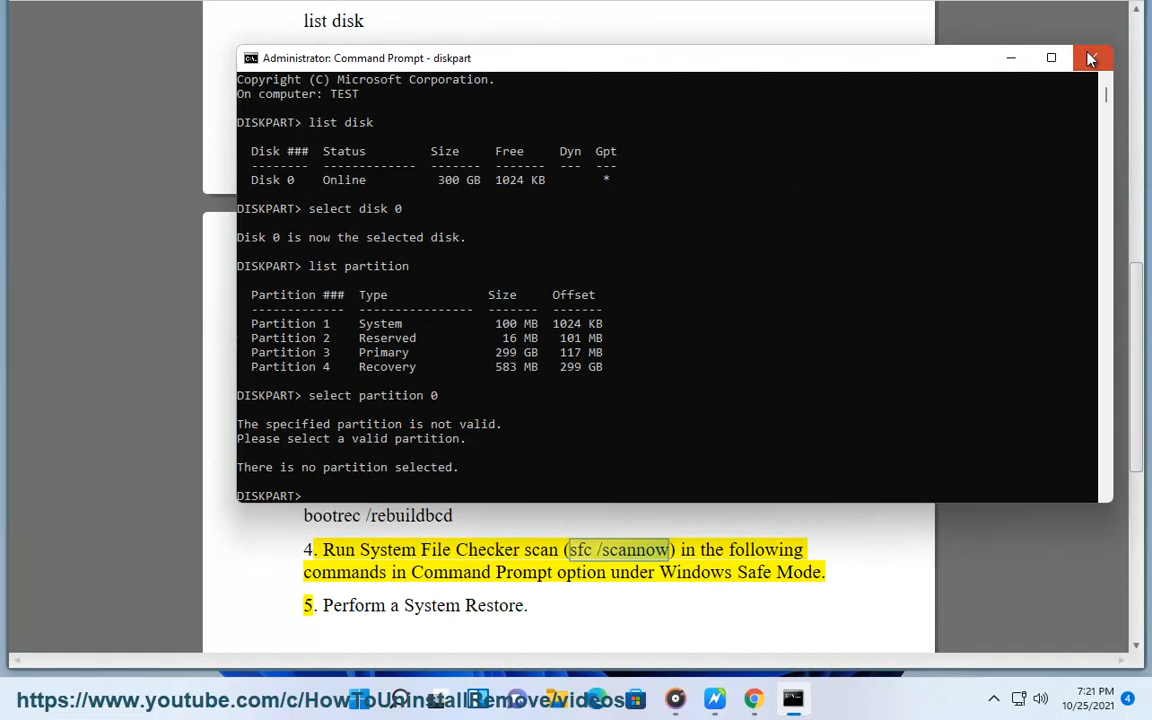 list disk
Administrator: Command Prompt - diskpart
Copyright (C) Microsoft Corporation.
On computer: TEST
DISKPART> list disk
Disk ### Status Size Free Dyn Gpt
-------- ------------- ------- ------- --- ---
Disk 0 Online 300 GB 1024 KB *
DISKPART> select disk 0
Disk 0 is now the selected disk.
DISKPART> list partition
Partition ### Type Size Offset
------------- ---------------- ------- -------
Partition 1 System 100 MB 1024 KB
Partition 2 Reserved 16 MB 101 MB
Partition 3 Primary 299 GB 117 MB
Partition 4 Recovery 583 MB 299 GB
DISKPART> select partition 0
The specified partition is not valid.
Please select a valid partition.
There is no partition selected.
DISKPART>
bootrec /rebuildbcd
4. Run System File Checker scan (sfc /scannow) in the following
commands in Command Prompt option under Windows Safe Mode.
5. Perform a System Restore.
https://www.youtube.com/c/HowToUninstallRemove/videos
7:21 PM
10/25/2021
4